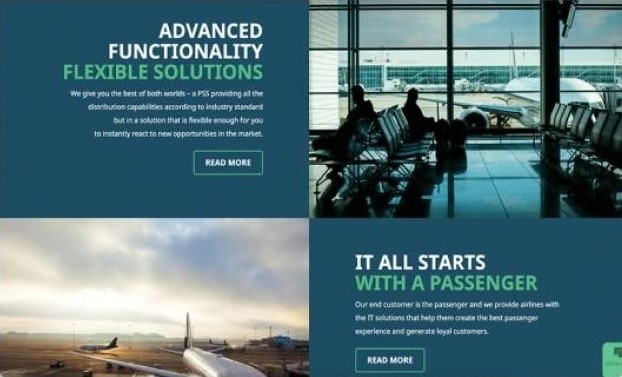 ADVANCED
FUNCTIONALITY
FLEXIBLE SOLUTIONS
We give you the best of both worlds – a PSS providing all the
distribution capabilities according to industry standard
but in a solution that is flexible enough for you
to instantly react to new opportunities in the market.
READ MORE
IT ALL STARTS
WITH A PASSENGER
Our end customer is the passenger and we provide airlines with
the IT solutions that help them create the best passenger
experience and generate loyal customers.
READ MORE